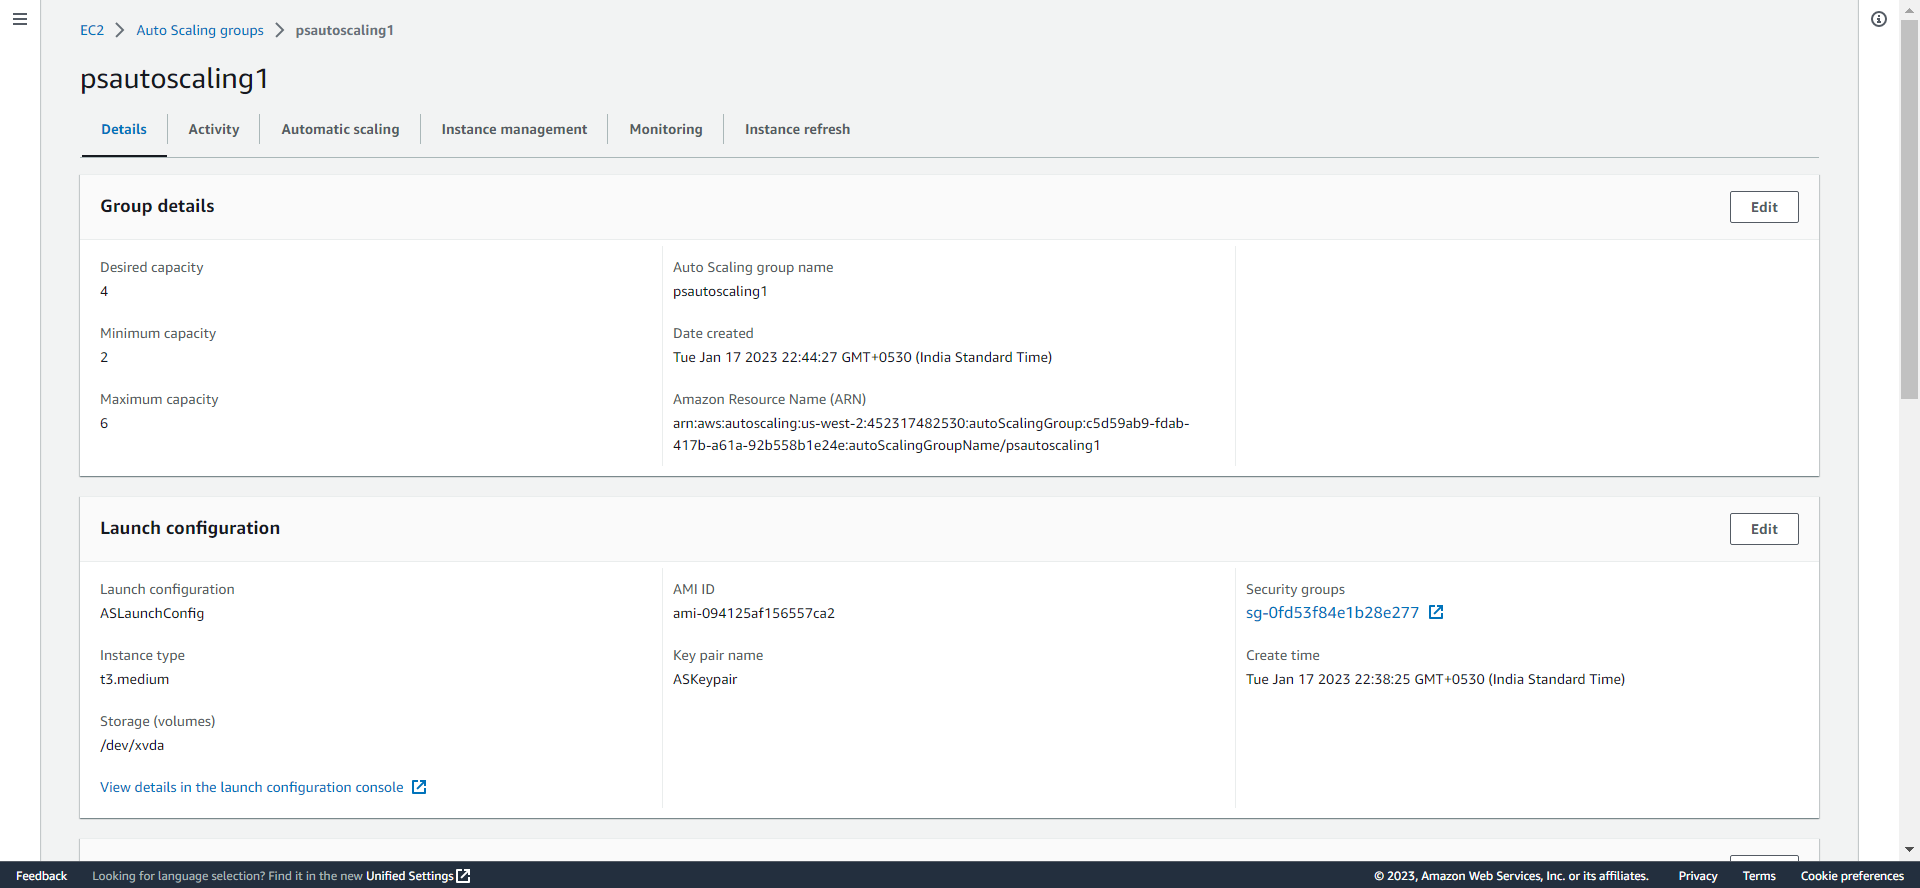 EC2 Auto Scaling groups psautoscaling1
psautoscaling1
Details Activity Automatic scaling Instance management Monitoring Instance refresh
Group details
Edit
Desired capacity
4
Minimum capacity
2
Maximum capacity
6
Auto Scaling group name
psautoscaling1
Date created
Tue Jan 17 2023 22:44:27 GMT+0530 (India Standard Time)
Amazon Resource Name (ARN)
arn:aws:autoscaling:us-west-2:452317482530:autoScalingGroup:c5d59ab9-fdab-
417b-a61a-92b558b1e24e:autoScalingGroupName/psautoscaling1
Launch configuration
Edit
Launch configuration
ASLaunchConfig
Instance type
t3.medium
Storage (volumes)
/dev/xvda
View details in the launch configuration console
AMI ID
ami-094125af156557ca2
Key pair name
ASKeypair
Security groups
sg-0fd53f84e1b28e277
Create time
Tue Jan 17 2023 22:38:25 GMT+0530 (India Standard Time)
Feedback Looking for language selection? Find it in the new Unified Settings © 2023, Amazon Web Services, Inc. or its affiliates. Privacy Terms Cookie preferences